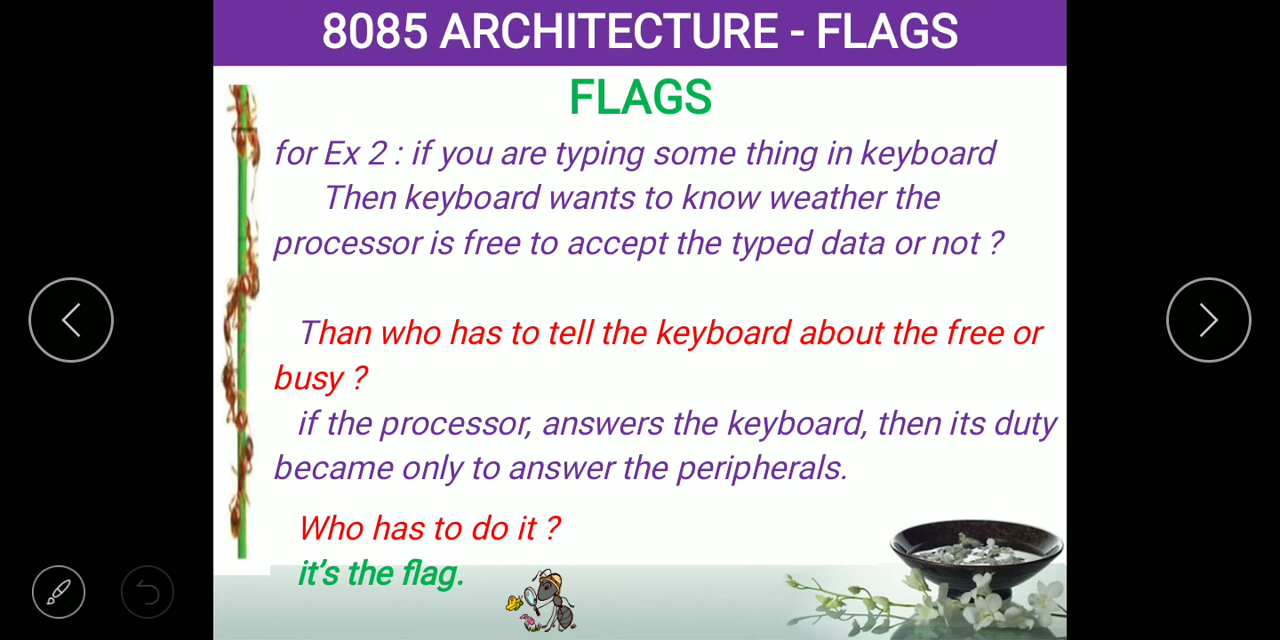 8085 ARCHITECTURE - FLAGS
FLAGS
for Ex 2 : if you are typing some thing in keyboard
Then keyboard wants to know weather the
processor is free to accept the typed data or not ?
Than who has to tell the keyboard about the free or
busy ?
if the processor, answers the keyboard, then its duty
became only to answer the peripherals.
Who has to do it ?
it's the flag.